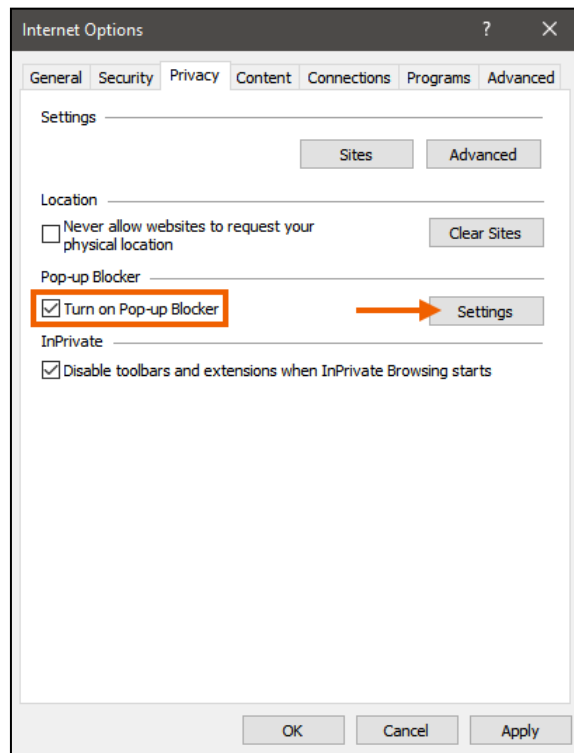 Internet Options ?
General Security Privacy Content Connections Programs Advanced
Settings
Sites Advanced
Location
Never allow websites to request your
physical location
Clear Sites
Pop-up Blocker
Turn on Pop-up Blocker Settings
InPrivate
Disable toolbars and extensions when InPrivate Browsing starts
OK Cancel Apply